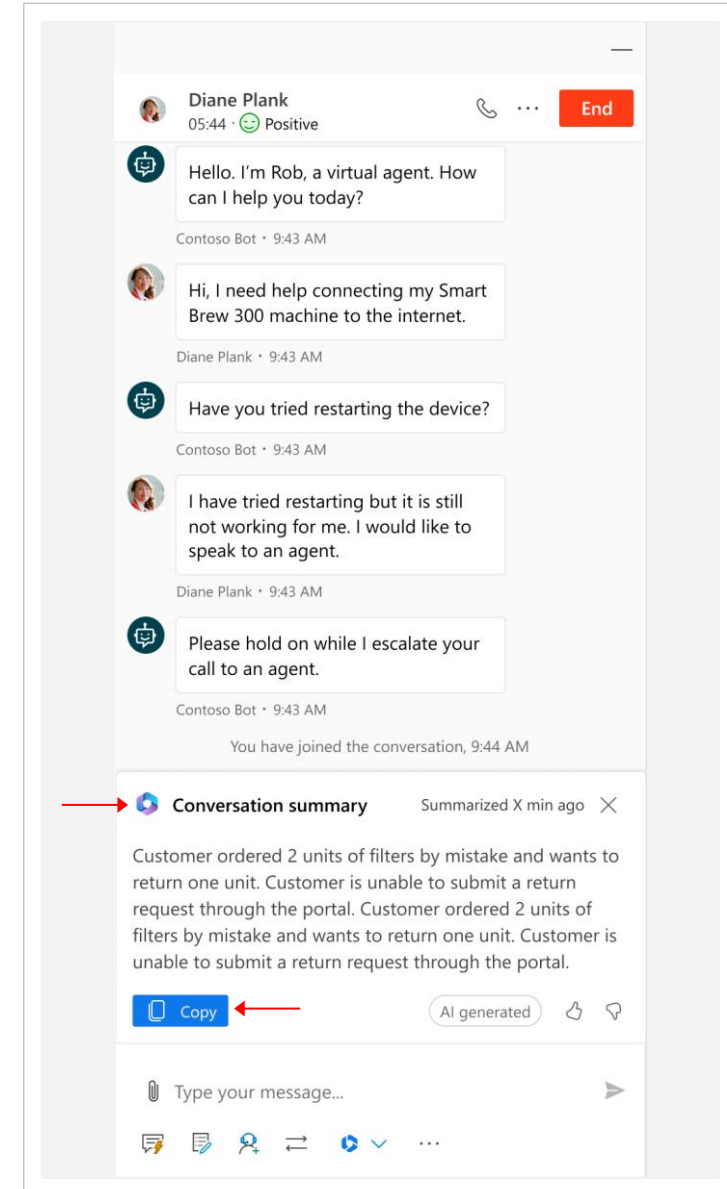 Diane Plank
05:44 · Positive
End
Hello. I'm Rob, a virtual agent. How
can I help you today?
Contoso Bot · 9:43 AM
Hi, I need help connecting my Smart
Brew 300 machine to the internet.
Diane Plank · 9:43 AM
Have you tried restarting the device?
Contoso Bot · 9:43 AM
I have tried restarting but it is still
not working for me. I would like to
speak to an agent.
Diane Plank · 9:43 AM
Please hold on while I escalate your
call to an agent.
Contoso Bot · 9:43 AM
You have joined the conversation, 9:44 AM
Conversation summary Summarized X min ago
Customer ordered 2 units of filters by mistake and wants to
return one unit. Customer is unable to submit a return
request through the portal. Customer ordered 2 units of
filters by mistake and wants to return one unit. Customer is
unable to submit a return request through the portal.
Copy AI generated
Type your message...